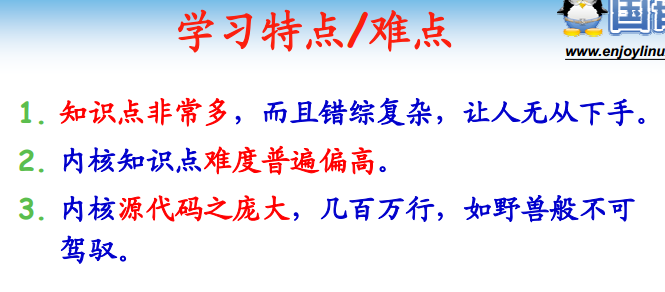 学习特点/难点
国
www.enjoylinu
1. 知识点非常多，而且错综复杂，让人无从下手。
2. 内核知识点难度普遍偏高。
3. 内核源代码之庞大，几百万行，如野兽般不可
驾驭。